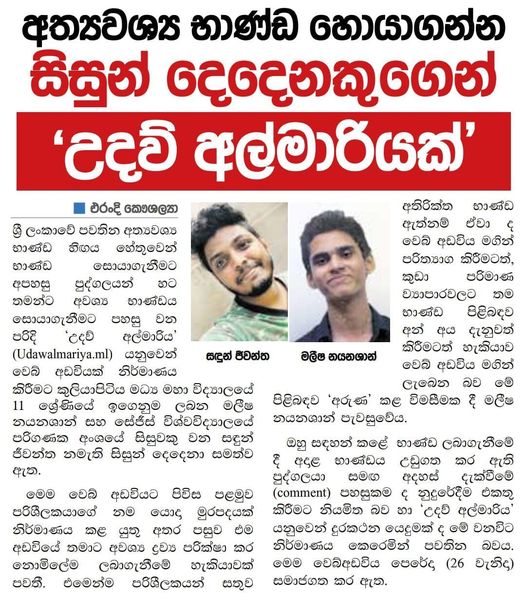 අත්‍යවශ්‍ය භාණ්ඩ හොයාගන්න
සිසුන් දෙදෙනකුගෙන්
‘උදව් අල්මාරියක්’
එරංදි කෞශල්‍යා
ශ්‍රී ලංකාවේ පවතින අත්‍යවශ්‍ය
භාණ්ඩ හිඟය හේතුවෙන්
භාණ්ඩ සොයාගැනීමට
අපහසු පුද්ගලයන් හට
තමන්ට අවශ්‍ය භාණ්ඩය
සොයාගැනීමට පහසු වන
පරිදි ‘උදව් අල්මාරිය’
(Udawalmariya.ml) යනුවෙන්
වෙබ් අඩවියක් නිර්මාණය
කිරීමට කුලියාපිටිය මධ්‍ය මහා විද්‍යාලයේ
11 ශ්‍රේණියේ ඉගෙනුම ලබන මලීෂ
නයනශාන් සහ සේජිස් විශ්වවිද්‍යාලයේ
පරිගණක අංශයේ සිසුවකු වන සඳුන්
ජීවන්ත නමැති සිසුන් දෙදෙනා සමත්ව
ඇත.
මෙම වෙබ් අඩවියට පිවිස පළමුව
පරිශීලකයාගේ නම යොදා මුරපදයක්
නිර්මාණය කළ යුතු අතර පසුව එම
අඩවියේ තමාට අවශ්‍ය ද්‍රව්‍ය පරික්ෂා කර
නොමිලේම ලබාගැනීමේ හැකියාවක්
පවතී. එමෙන්ම පරිශීලකයන් සතුව
සඳුන් ජීවන්ත
මලීෂ නයනශාන්
අතිරික්ත භාණ්ඩ
ඇත්නම් ඒවා ද
වෙබ් අඩවිය මගින්
පරිත්‍යාග කිරීමටත්,
කුඩා පරිමාණ
ව්‍යාපාරවලට තම
භාණ්ඩ පිළිබඳව
අන් අය දැනුවත්
කිරීමටත් හැකියාව
වෙබ් අඩවිය මගින්
ලැබෙන බව මේ
පිළිබඳව ‘අරුණ’ කළ විමසීමක දී මලීෂ
නයනශාන් පැවසුවේය.
ඔහු සඳහන් කළේ භාණ්ඩ ලබාගැනීමේ
දී අදාළ භාණ්ඩය උඩුගත කර ඇති
පුද්ගලයා සමඟ අදහස් දැක්වීමේ
(comment) පහසුකම ද නුදුරේදීම එකතු
කිරීමට නියමිත බව හා ‘උදව් අල්මාරිය’
යනුවෙන් දුරකථන යෙදුමක් ද මේ වනවිට
නිර්මාණය කෙරෙමින් පවතින බවය.
මෙම වෙබ්අඩවිය පෙරේදා (26 වැනිදා)
සමාජගත කර ඇත.